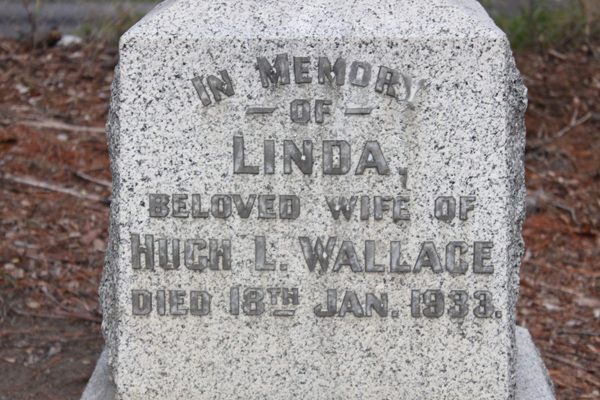 IN MEMORY
— OF —
LINDA,
BELOVED WIFE OF
HUGH L. WALLACE
DIED 18TH JAN. 1933.